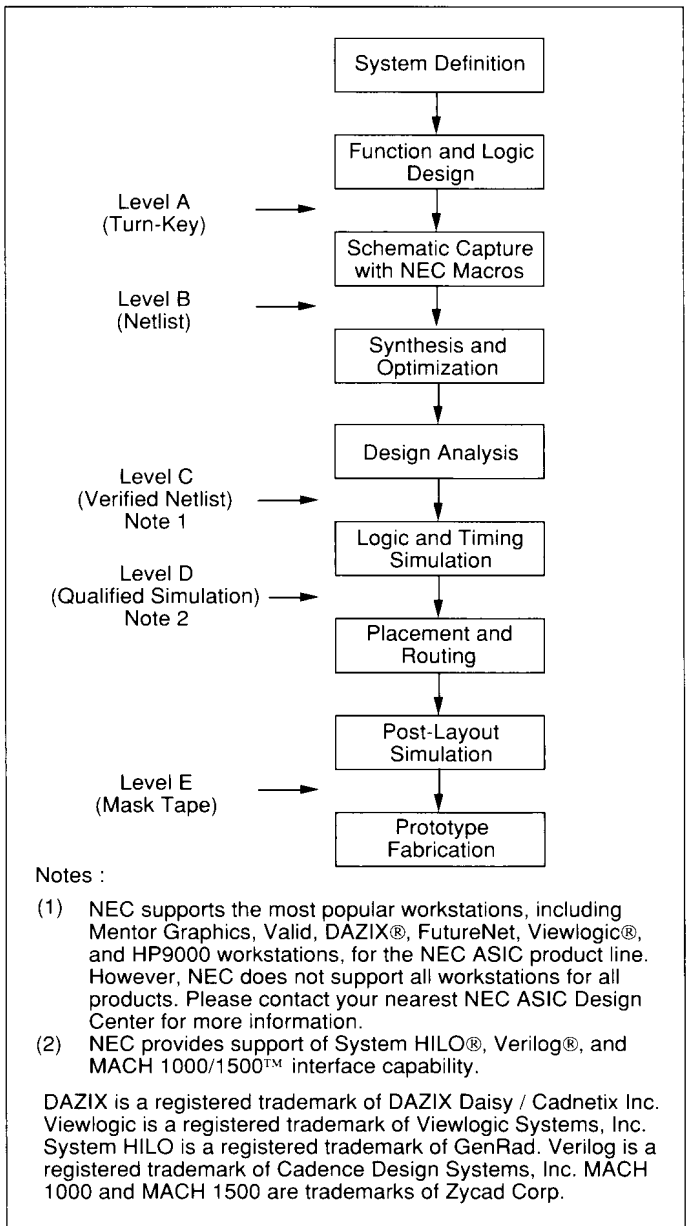 System Definition
Function and Logic
Design
Level A
(Turn-Key)
Schematic Capture
with NEC Macros
Level B
(Netlist)
Synthesis and
Optimization
Design Analysis
Level C
(Verified Netlist)
Note 1
Logic and Timing
Simulation
Level D
(Qualified Simulation)
Note 2
Placement and
Routing
Post-Layout
Simulation
Level E
(Mask Tape)
Prototype
Fabrication
Notes :
(1) NEC supports the most popular workstations, including
Mentor Graphics, Valid, DAZIX®, FutureNet, Viewlogic®,
and HP9000 workstations, for the NEC ASIC product line.
However, NEC does not support all workstations for all
products. Please contact your nearest NEC ASIC Design
Center for more information.
(2) NEC provides support of System HILO®, Verilog®, and
MACH 1000/1500™ interface capability.
DAZIX is a registered trademark of DAZIX Daisy / Cadnetix Inc.
Viewlogic is a registered trademark of Viewlogic Systems, Inc.
System HILO is a registered trademark of GenRad. Verilog is a
registered trademark of Cadence Design Systems, Inc. MACH
1000 and MACH 1500 are trademarks of Zycad Corp.